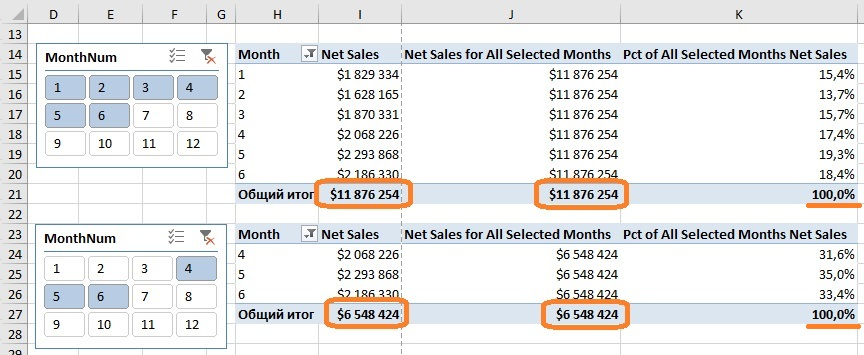 D E F G H I J K
13
14 MonthNum Month Net Sales Net Sales for All Selected Months Pct of All Selected Months Net Sales
15 1 2 3 4 1 $1 829 334 $11 876 254 15,4%
16 2 $1 628 165 $11 876 254 13,7%
17 5 6 7 8 3 $1 870 331 $11 876 254 15,7%
18 9 10 11 12 4 $2 068 226 $11 876 254 17,4%
19 5 $2 293 868 $11 876 254 19,3%
20 6 $2 186 330 $11 876 254 18,4%
21 Общий итог $11 876 254 $11 876 254 100,0%
22
23 MonthNum Month Net Sales Net Sales for All Selected Months Pct of All Selected Months Net Sales
24 1 2 3 4 4 $2 068 226 $6 548 424 31,6%
25 5 $2 293 868 $6 548 424 35,0%
26 5 6 7 8 6 $2 186 330 $6 548 424 33,4%
27 9 10 11 12 Общий итог $6 548 424 $6 548 424 100,0%
28
29